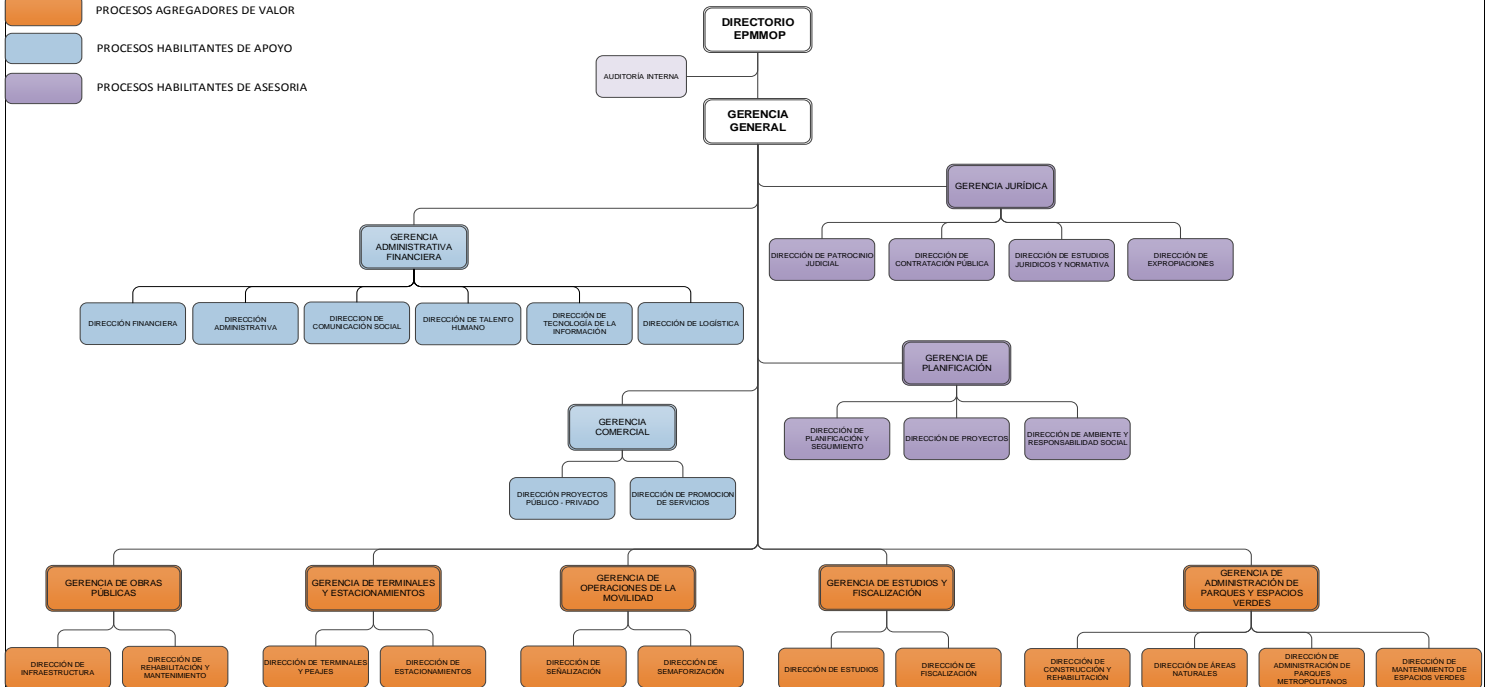 PROCESOS AGREGADORES DE VALOR
PROCESOS HABILITANTES DE APOYO
PROCESOS HABILITANTES DE ASESORIA
DIRECTORIO
EPMMOP
AUDITORÍA INTERNA
GERENCIA
GENERAL
GERENCIA JURÍDICA
DIRECCIÓN DE PATROCINIO
JUDICIAL
DIRECCIÓN DE
CONTRATACIÓN PÚBLICA
DIRECCIÓN DE ESTUDIOS
JURIDICOS Y NORMATIVA
DIRECCIÓN DE
EXPROPIACIONES
GERENCIA
ADMINISTRATIVA
FINANCIERA
DIRECCIÓN FINANCIERA
DIRECCIÓN
ADMINISTRATIVA
DIRECCION DE
COMUNICACIÓN SOCIAL
DIRECCIÓN DE TALENTO
HUMANO
DIRECCIÓN DE
TECNOLOGÍA DE LA
INFORMACIÓN
DIRECCIÓN DE LOGÍSTICA
GERENCIA DE
PLANIFICACIÓN
DIRECCIÓN DE
PLANIFICACIÓN Y
SEGUIMIENTO
DIRECCIÓN DE PROYECTOS
DIRECCIÓN DE AMBIENTE Y
RESPONSABILIDAD SOCIAL
GERENCIA
COMERCIAL
DIRECCIÓN PROYECTOS
PÚBLICO - PRIVADO
DIRECCIÓN DE PROMOCION
DE SERVICIOS
GERENCIA DE OBRAS
PÚBLICAS
GERENCIA DE TERMINALES
Y ESTACIONAMIENTOS
GERENCIA DE
OPERACIONES DE LA
MOVILIDAD
GERENCIA DE ESTUDIOS Y
FISCALIZACIÓN
GERENCIA DE
ADMINISTRACIÓN DE
PARQUES Y ESPACIOS
VERDES
DIRECCIÓN DE
INFRAESTRUCTURA
DIRECCIÓN DE
REHABILITACIÓN Y
MANTENIMIENTO
DIRECCIÓN DE TERMINALES
Y PEAJES
DIRECCIÓN DE
ESTACIONAMIENTOS
DIRECCIÓN DE
SEÑALIZACIÓN
DIRECCIÓN DE
SEMAFORIZACIÓN
DIRECCIÓN DE ESTUDIOS
DIRECCIÓN DE
FISCALIZACIÓN
DIRECCIÓN DE
CONSTRUCCIÓN Y
REHABILITACIÓN
DIRECCIÓN DE ÁREAS
NATURALES
DIRECCIÓN DE
ADMINISTRACIÓN DE
PARQUES
METROPOLITANOS
DIRECCIÓN DE
MANTENIMIENTO DE
ESPACIOS VERDES